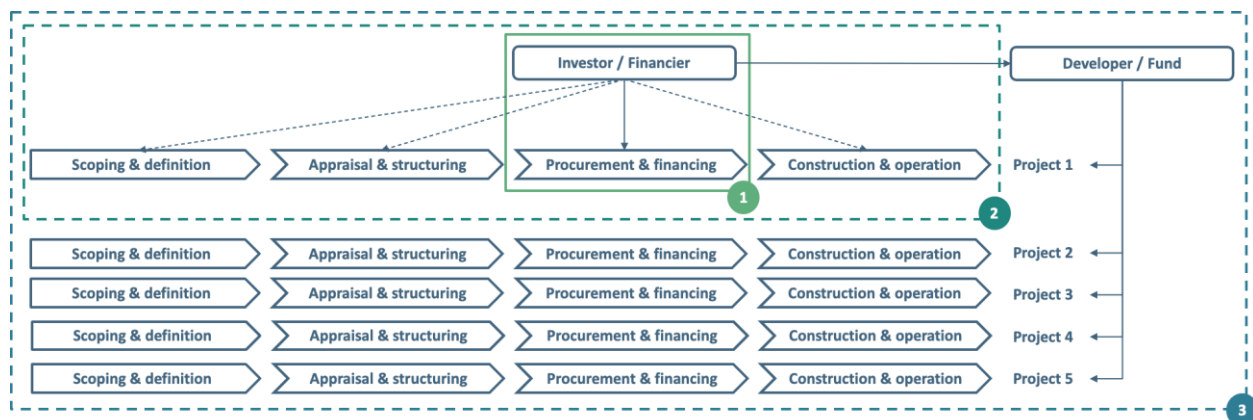 Investor / Financier
Developer / Fund
Scoping & definition
Appraisal & structuring
Procurement & financing
Construction & operation
Project 1
1
2
Scoping & definition
Appraisal & structuring
Procurement & financing
Construction & operation
Project 2
Scoping & definition
Appraisal & structuring
Procurement & financing
Construction & operation
Project 3
Scoping & definition
Appraisal & structuring
Procurement & financing
Construction & operation
Project 4
Scoping & definition
Appraisal & structuring
Procurement & financing
Construction & operation
Project 5
3